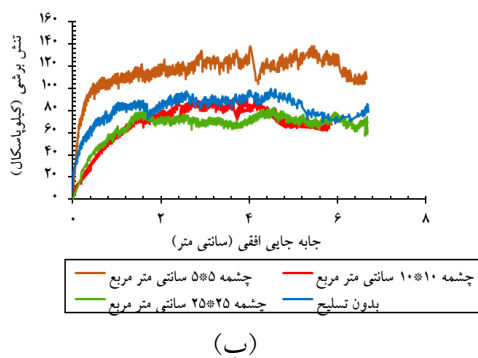 تنش برشی (کیلوپاسکال)
۱۶۰
۱۴۰
۱۲۰
۱۰۰
۸۰
۶۰
۴۰
۲۰
۰
۰ ۲ ۴ ۶ ۸
جابه جایی افقی (سانتی متر)
چشمه ۵*۵ سانتی متر مربع چشمه ۱۰*۱۰ سانتی متر مربع
چشمه ۲۵*۲۵ سانتی متر مربع بدون تسلیح
(ب)